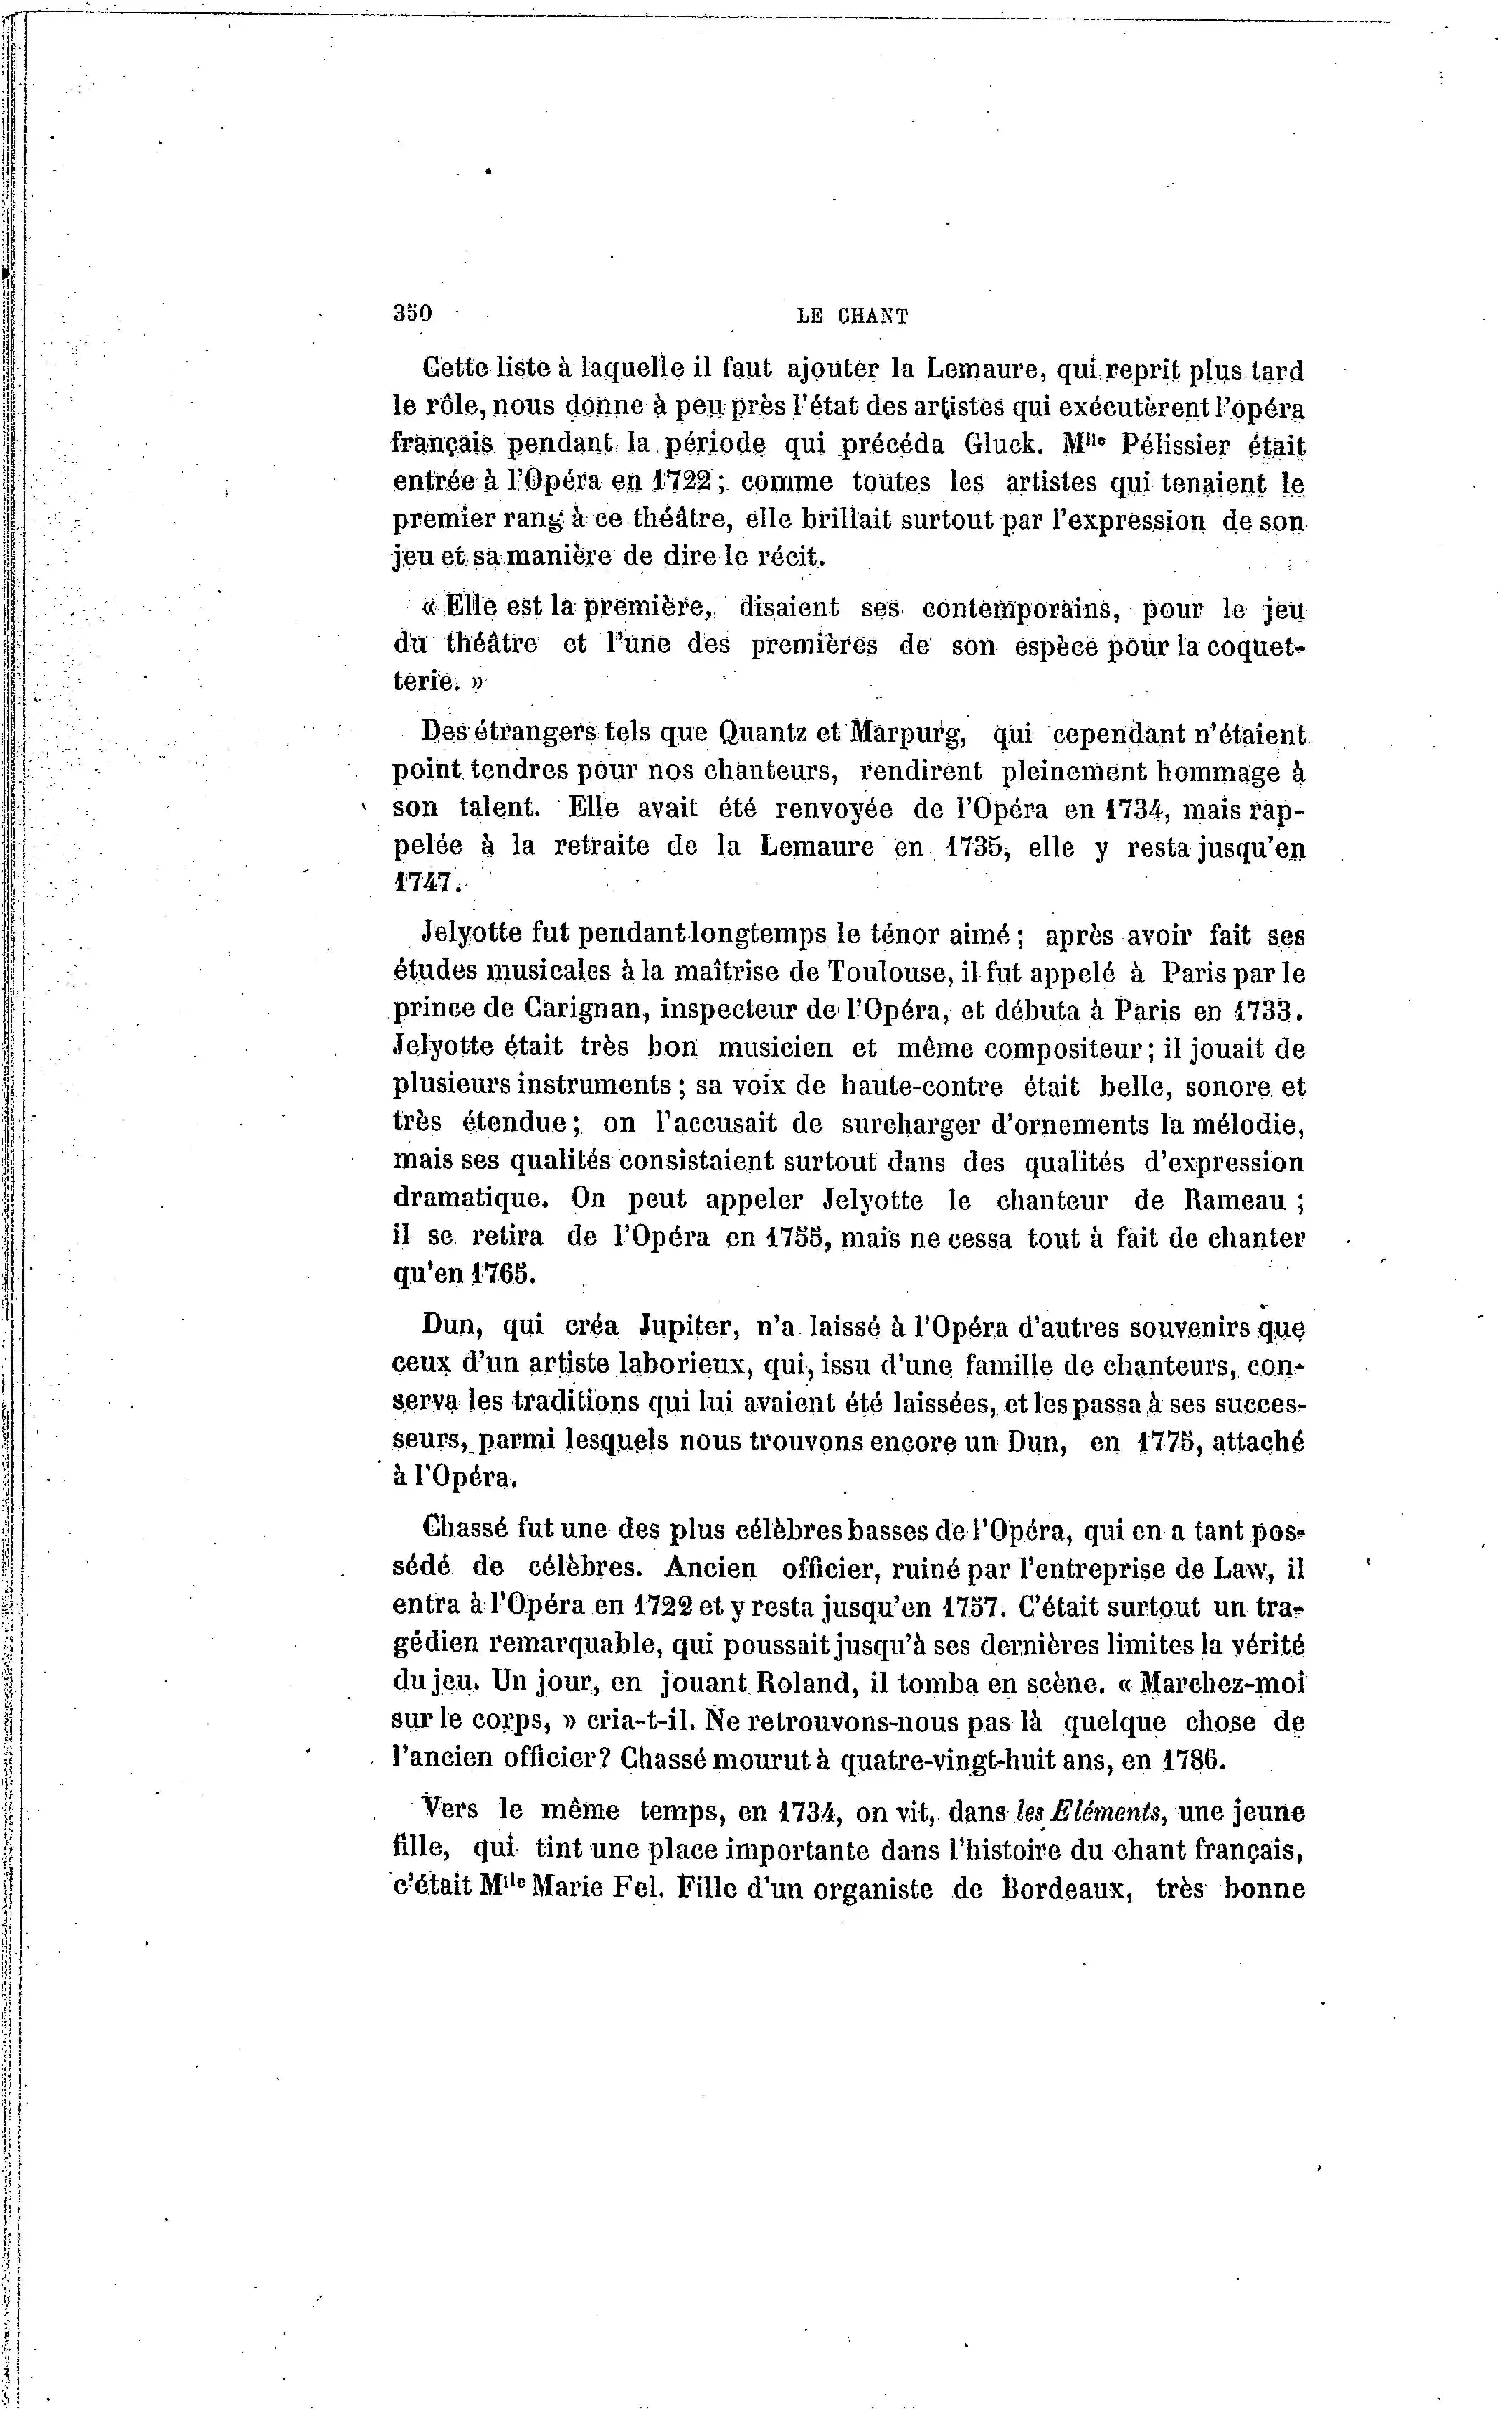 350
LE CHANT
Cette liste à laquelle il faut ajouter la Lemaure, qui reprit plus tard
le rôle, nous donne à peu près l'état des artistes qui exécutèrent l'opéra
français pendant la période qui précéda Gluck. Mlle Pélissier était
entrée à l'Opéra en 1722; comme toutes les artistes qui tenaient le
premier rang à ce théâtre, elle brillait surtout par l'expression de son
jeu et sa manière de dire le récit.
« Elle est la première, disaient ses contemporains, pour le jeu
du théâtre et l'une des premières de son espèce pour la coquet-
terie. »
Des étrangers tels que Quantz et Marpurg, qui cependant n'étaient
point tendres pour nos chanteurs, rendirent pleinement hommage à
son talent. Elle avait été renvoyée de l'Opéra en 1734, mais rap-
pelée à la retraite de la Lemaure en 1735, elle y resta jusqu'en
1747.
Jelyotte fut pendant longtemps le ténor aimé; après avoir fait ses
études musicales à la maîtrise de Toulouse, il fut appelé à Paris par le
prince de Carignan, inspecteur de l'Opéra, et débuta à Paris en 1733.
Jelyotte était très bon musicien et même compositeur; il jouait de
plusieurs instruments; sa voix de haute-contre était belle, sonore et
très étendue; on l'accusait de surcharger d'ornements la mélodie,
mais ses qualités consistaient surtout dans des qualités d'expression
dramatique. On peut appeler Jelyotte le chanteur de Rameau;
il se retira de l'Opéra en 1755, mais ne cessa tout à fait de chanter
qu'en 1765.
Dun, qui créa Jupiter, n'a laissé à l'Opéra d'autres souvenirs que
ceux d'un artiste laborieux, qui, issu d'une famille de chanteurs, con-
serva les traditions qui lui avaient été laissées, et les passa à ses succes-
seurs, parmi lesquels nous trouvons encore un Dun, en 1775, attaché
à l'Opéra.
Chassé fut une des plus célèbres basses de l'Opéra, qui en a tant pos-
sédé de célèbres. Ancien officier, ruiné par l'entreprise de Law, il
entra à l'Opéra en 1722 et y resta jusqu'en 1757. C'était surtout un tra-
gédien remarquable, qui poussait jusqu'à ses dernières limites la vérité
du jeu. Un jour, en jouant Roland, il tomba en scène. « Marchez-moi
sur le corps, » cria-t-il. Ne retrouvons-nous pas là quelque chose de
l'ancien officier? Chassé mourut à quatre-vingt-huit ans, en 1786.
Vers le même temps, en 1734, on vit, dans les Eléments, une jeune
fille, qui tint une place importante dans l'histoire du chant français,
c'était Mlle Marie Fel. Fille d'un organiste de Bordeaux, très bonne